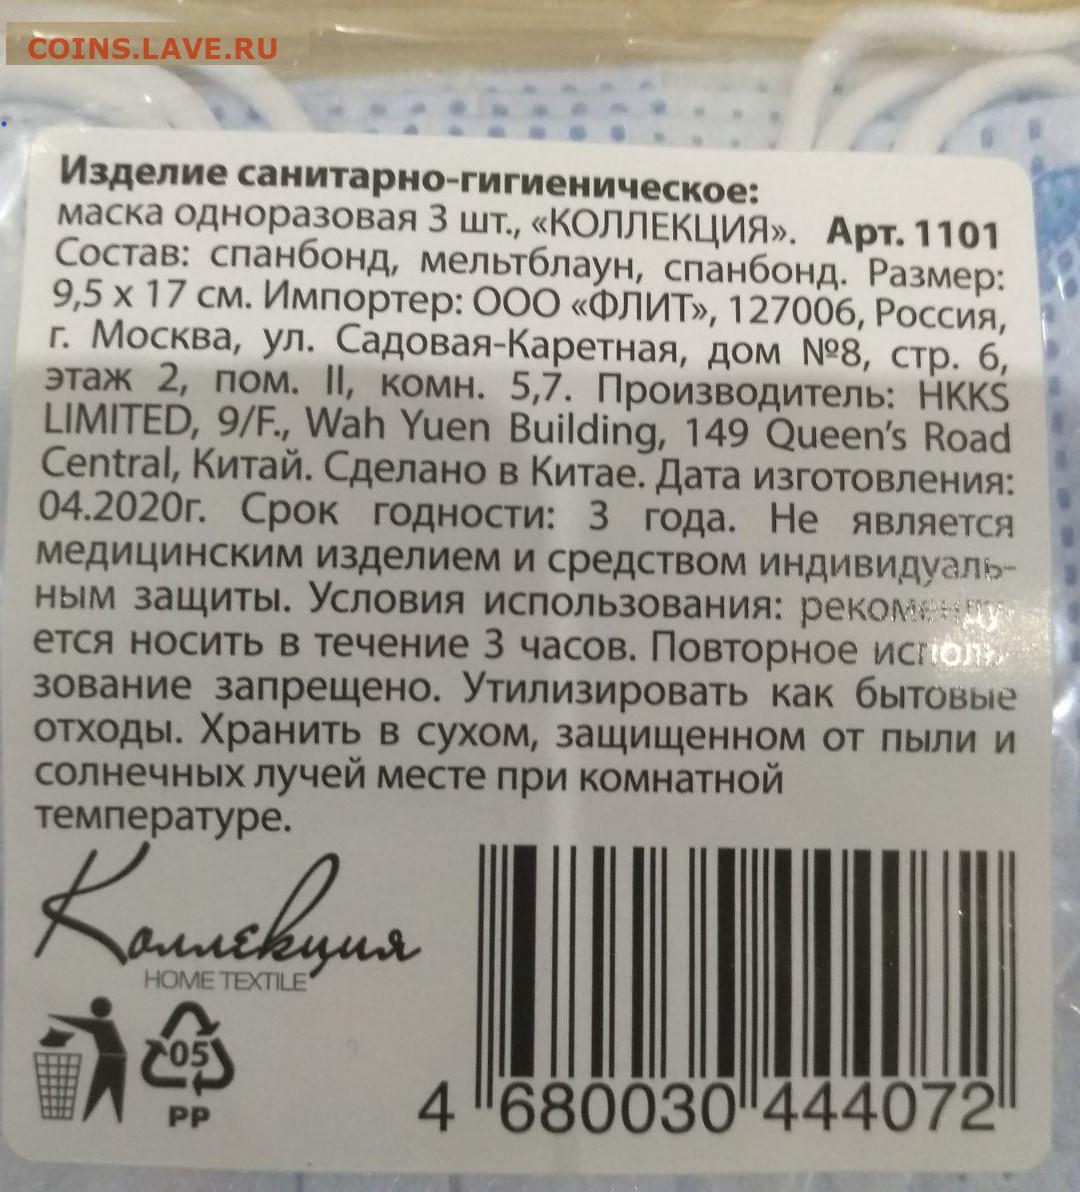 COINS.LAVE.RU
Изделие санитарно-гигиеническое:
маска одноразовая 3 шт., «КОЛЛЕКЦИЯ». Арт. 1101
Состав: спанбонд, мельтблаун, спанбонд. Размер:
9,5 х 17 см. Импортер: ООО «ФЛИТ», 127006, Россия,
г. Москва, ул. Садовая-Каретная, дом №8, стр. 6,
этаж 2, пом. II, комн. 5,7. Производитель: HKKS
LIMITED, 9/F., Wah Yuen Building, 149 Queen's Road
Central, Китай. Сделано в Китае. Дата изготовления:
04.2020г. Срок годности: 3 года. Не является
медицинским изделием и средством индивидуаль-
ным защиты. Условия использования: рекоменду-
ется носить в течение 3 часов. Повторное исполь-
зование запрещено. Утилизировать как бытовые
отходы. Хранить в сухом, защищенном от пыли и
солнечных лучей месте при комнатной
температуре.
Коллекция
HOME TEXTILE
05
PP
4 680030 444072